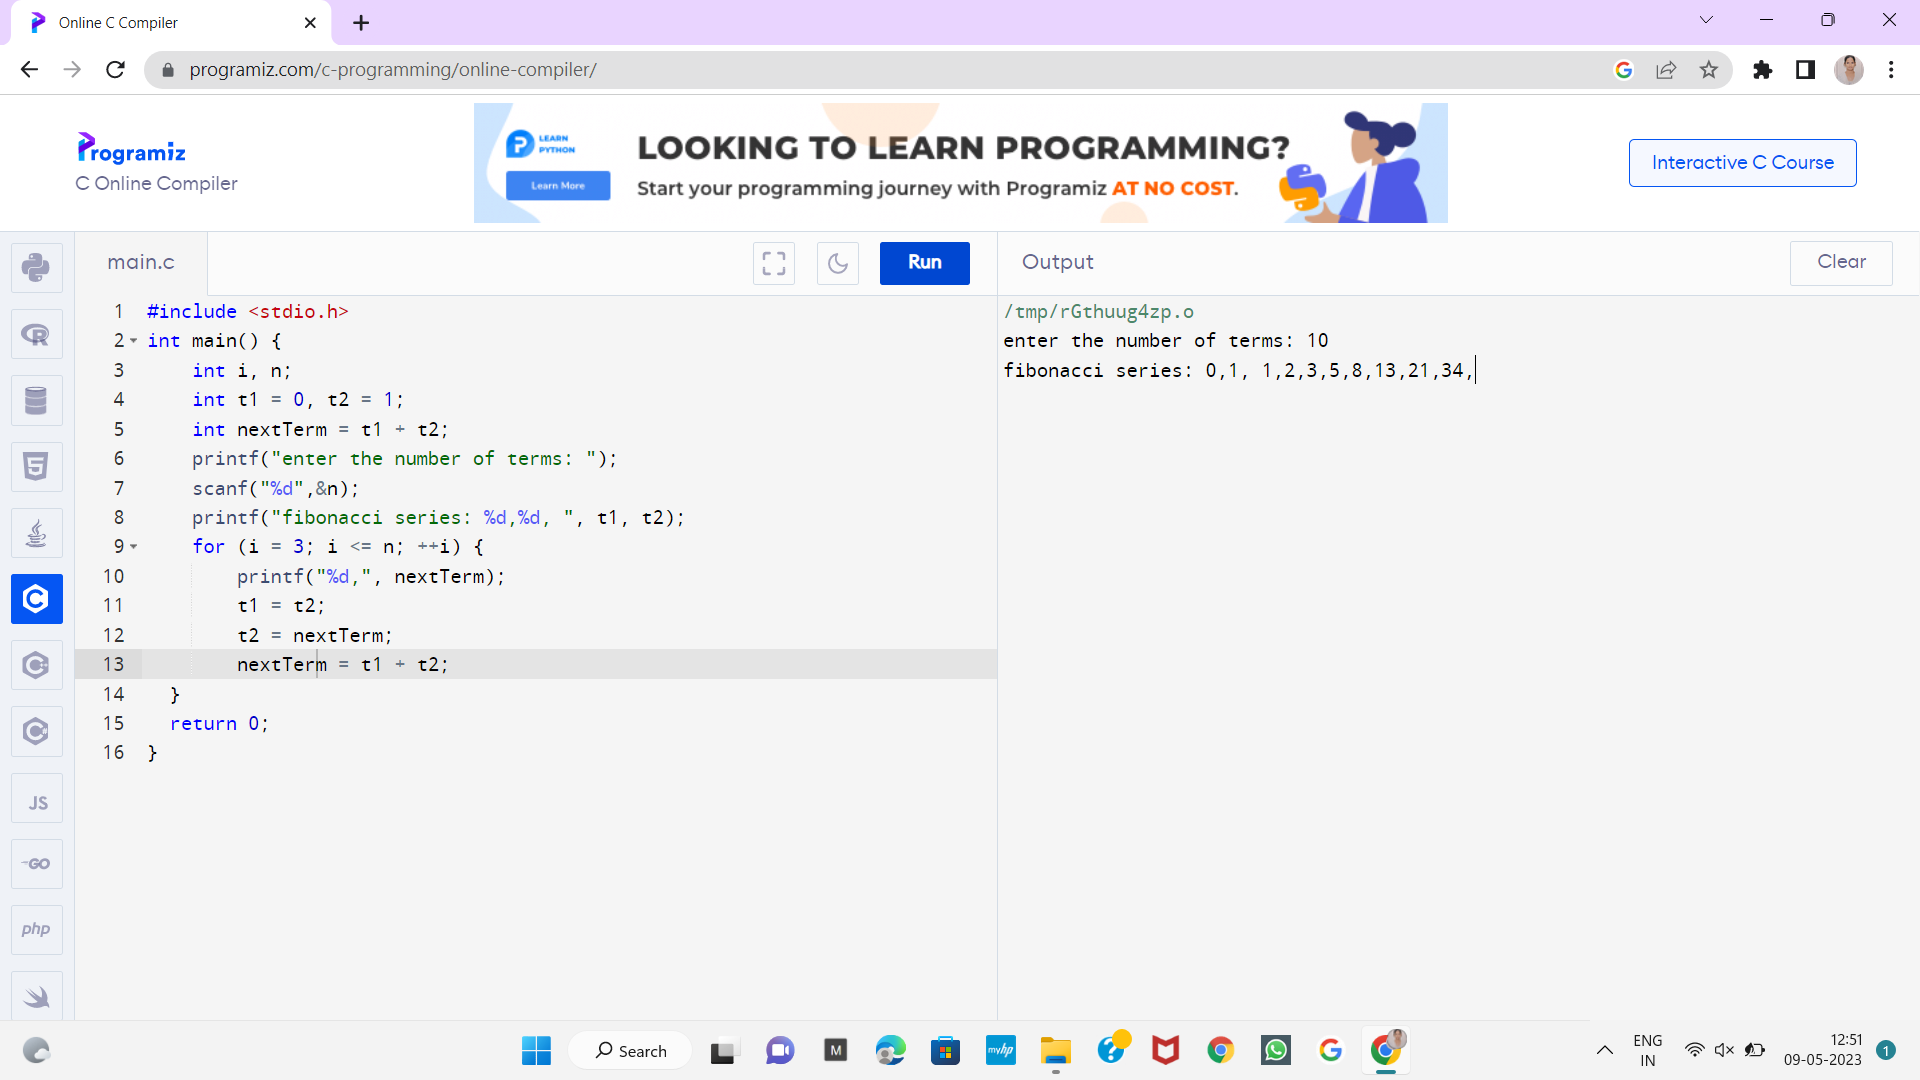 Online C Compiler
programiz.com/c-programming/online-compiler/
Programiz
C Online Compiler
LEARN
PYTHON
Learn More
LOOKING TO LEARN PROGRAMMING?
Start your programming journey with Programiz AT NO COST.
Interactive C Course
main.c
Run
Output
Clear
1 #include <stdio.h>
2 int main() {
3     int i, n;
4     int t1 = 0, t2 = 1;
5     int nextTerm = t1 + t2;
6     printf("enter the number of terms: ");
7     scanf("%d",&n);
8     printf("fibonacci series: %d,%d, ", t1, t2);
9     for (i = 3; i <= n; ++i) {
10         printf("%d,", nextTerm);
11         t1 = t2;
12         t2 = nextTerm;
13         nextTerm = t1 + t2;
14   }
15   return 0;
16 }
/tmp/rGthuug4zp.o
enter the number of terms: 10
fibonacci series: 0,1, 1,2,3,5,8,13,21,34,
JS
GO
php
Search
M
myhp
ENG
IN
12:51
09-05-2023
1